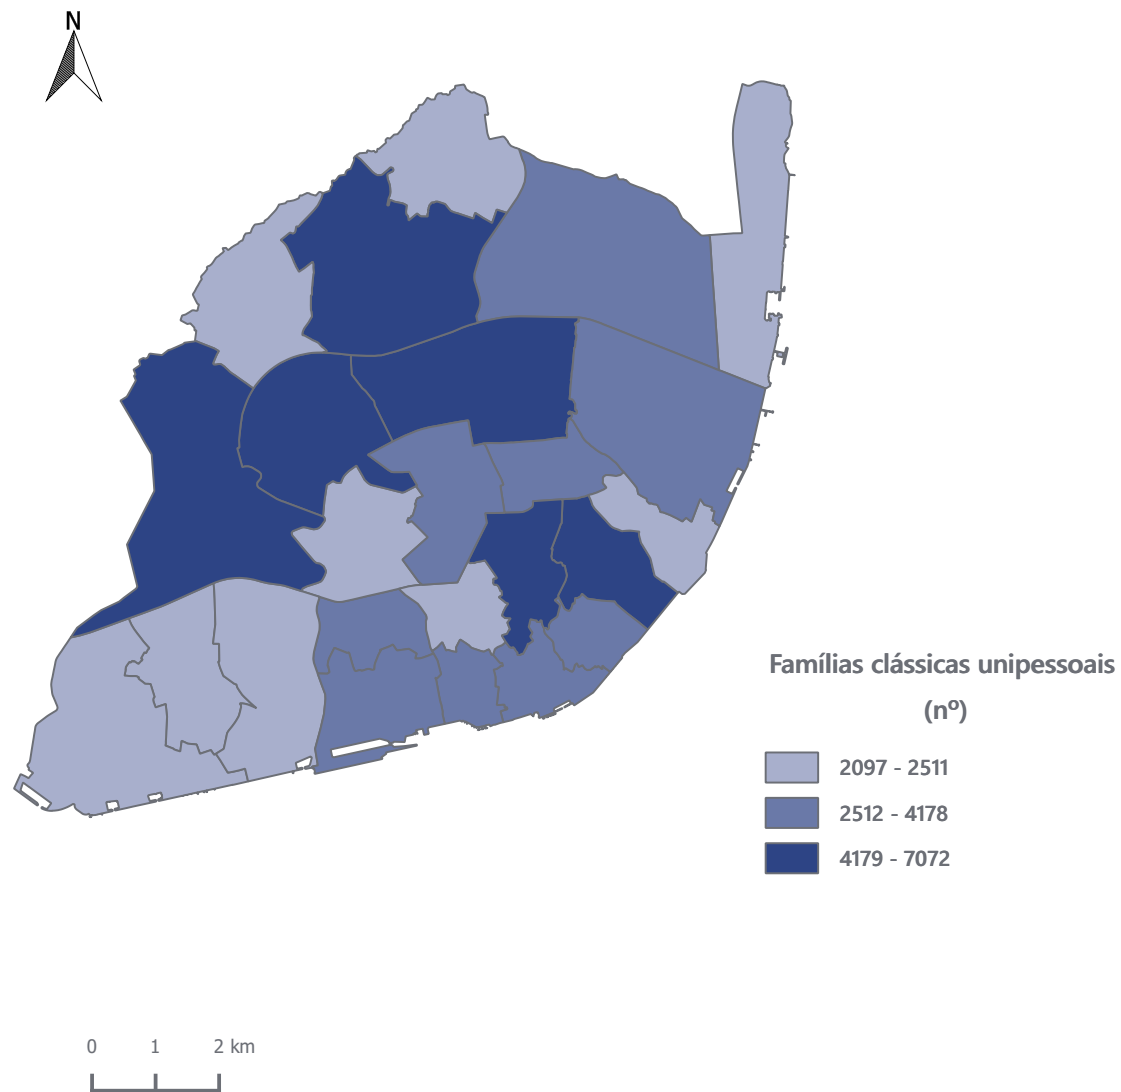 N
Famílias clássicas unipessoais
(nº)
2097 - 2511
2512 - 4178
4179 - 7072
0 1 2 km